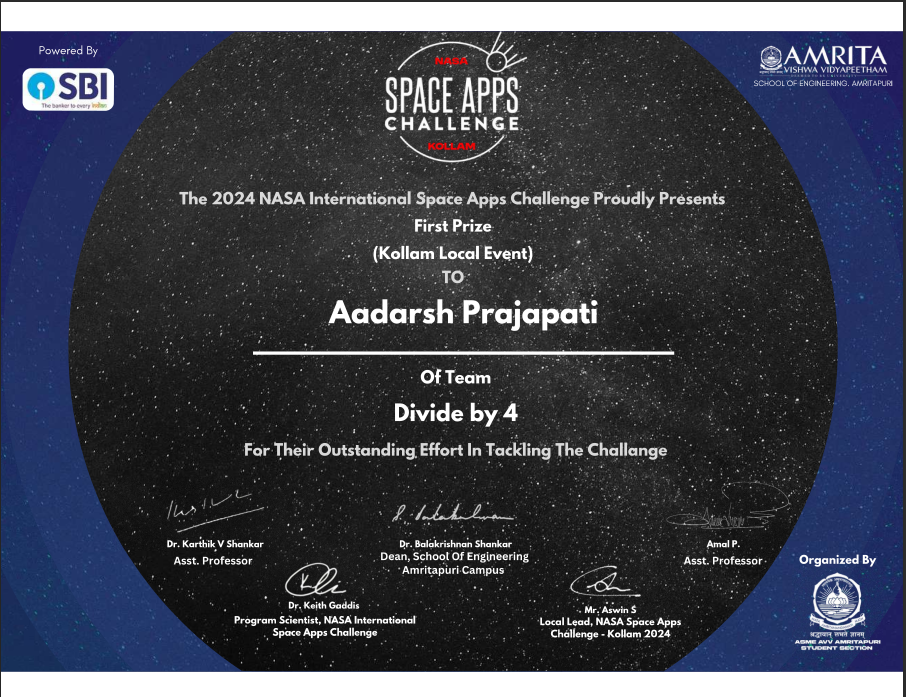 Powered By
SBI
The banker to every Indian
NASA
SPACE APPS
CHALLENGE
KOLLAM
AMRITA
VISHWA VIDYAPEETHAM
SCHOOL OF ENGINEERING, AMRITAPURI
The 2024 NASA International Space Apps Challenge Proudly Presents
First Prize
(Kollam Local Event)
TO
Aadarsh Prajapati
Of Team
Divide by 4
For Their Outstanding Effort In Tackling The Challange
Dr. Karthik V Shankar
Asst. Professor
Dr. Balakrishnan Shankar
Dean, School Of Engineering
Amritapuri Campus
Amal P.
Asst. Professor
Dr. Keith Gaddis
Program Scientist, NASA International
Space Apps Challenge
Mr. Aswin S
Local Lead, NASA Space Apps
Challenge - Kollam 2024
Organized By
श्रद्धावान् लभते ज्ञानम्
ASME AVV AMRITAPURI
STUDENT SECTION